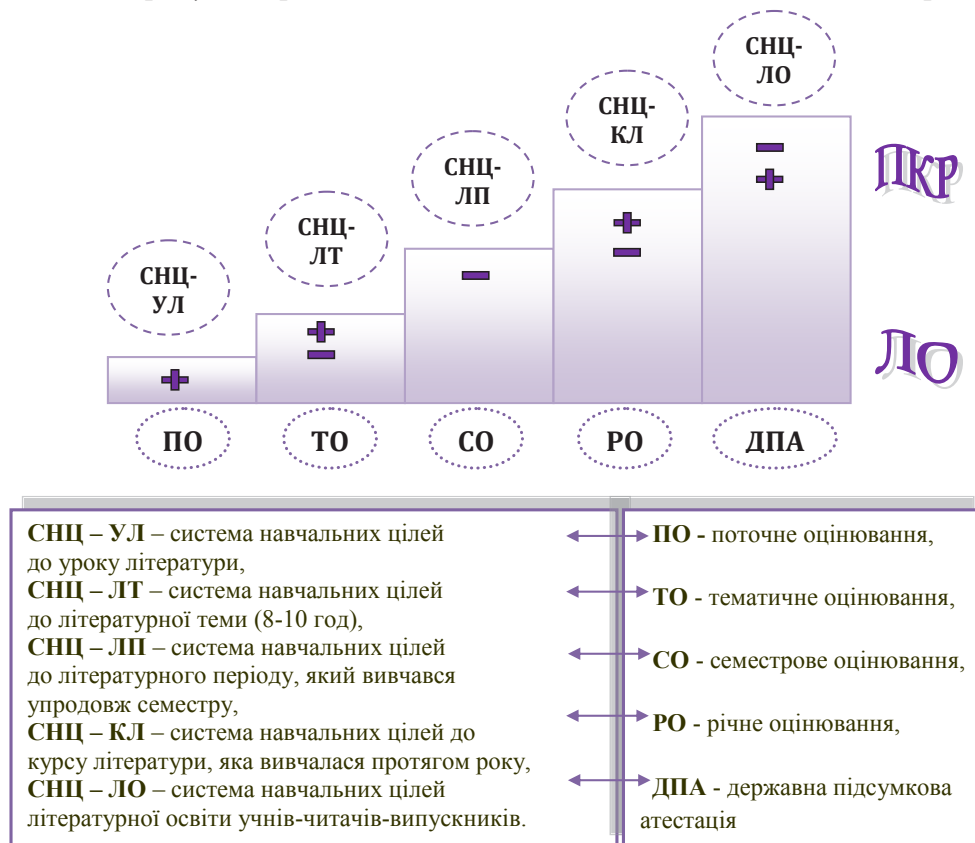 СНЦ-
ЛО
СНЦ-
КЛ
СНЦ-
ЛП
СНЦ-
ЛТ
СНЦ-
УЛ
ПКР
ЛО
ПО
ТО
СО
РО
ДПА
СНЦ – УЛ – система навчальних цілей
до уроку літератури,
СНЦ – ЛТ – система навчальних цілей
до літературної теми (8-10 год),
СНЦ – ЛП – система навчальних цілей
до літературного періоду, який вивчався
упродовж семестру,
СНЦ – КЛ – система навчальних цілей до
курсу літератури, яка вивчалася протягом року,
СНЦ – ЛО – система навчальних цілей
літературної освіти учнів-читачів-випускників.
ПО - поточне оцінювання,
ТО - тематичне оцінювання,
СО - семестрове оцінювання,
РО - річне оцінювання,
ДПА - державна підсумкова
атестація